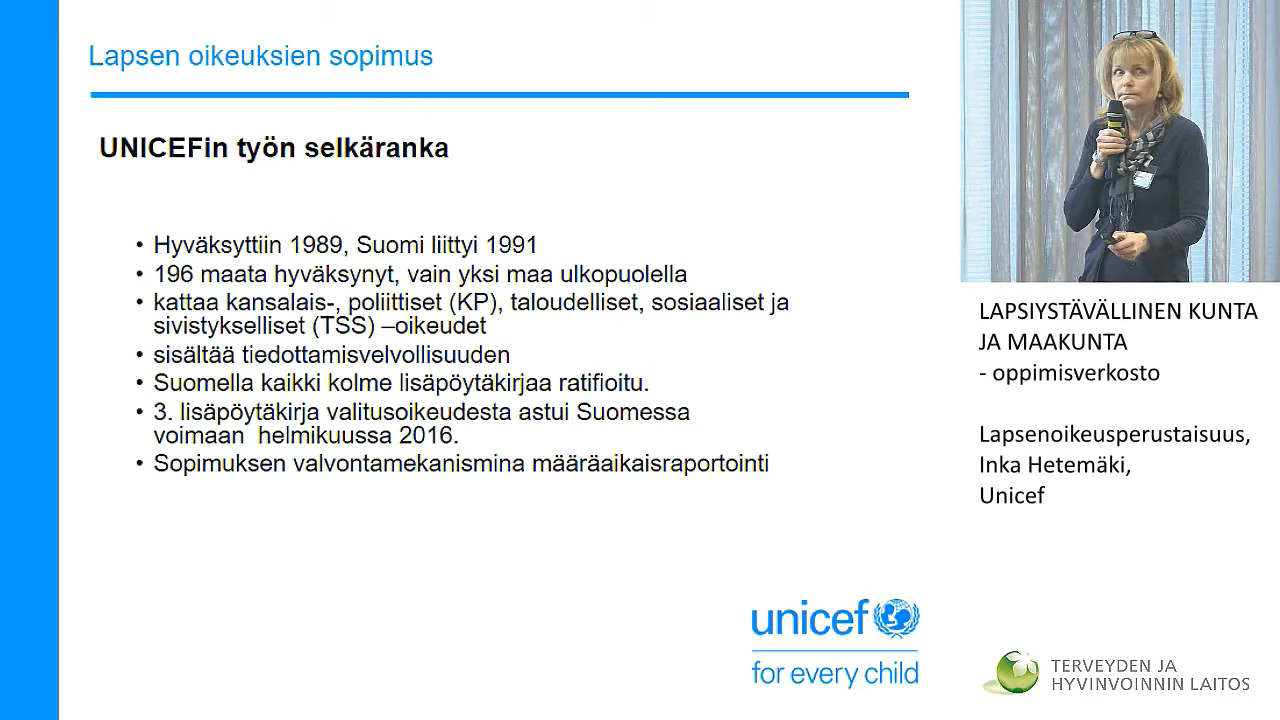 Lapsen oikeuksien sopimus
UNICEFin työn selkäranka
• Hyväksyttiin 1989, Suomi liittyi 1991
• 196 maata hyväksynyt, vain yksi maa ulkopuolella
• kattaa kansalais-, poliittiset (KP), taloudelliset, sosiaaliset ja
sivistykselliset (TSS) –oikeudet
• sisältää tiedottamisvelvollisuuden
• Suomella kaikki kolme lisäpöytäkirjaa ratifioitu.
• 3. lisäpöytäkirja valitusoikeudesta astui Suomessa
voimaan  helmikuussa 2016.
• Sopimuksen valvontamekanismina määräaikaisraportointi
unicef
for every child
LAPSIYSTÄVÄLLINEN KUNTA
JA MAAKUNTA
- oppimisverkosto
Lapsenoikeusperustaisuus,
Inka Hetemäki,
Unicef
TERVEYDEN JA
HYVINVOINNIN LAITOS